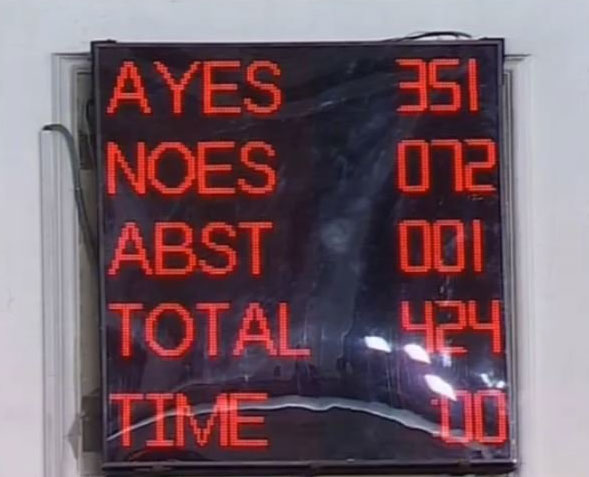 AYES 351
NOES 072
ABST 001
TOTAL 424
TIME :00